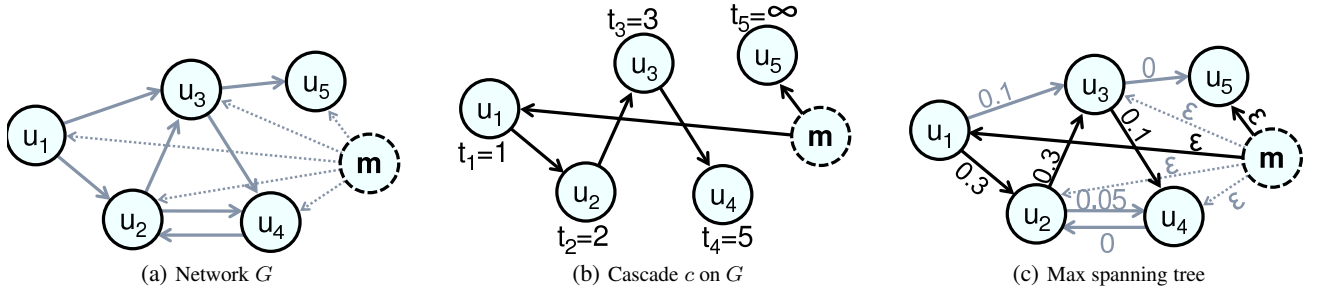 u1
u2
u3
u4
u5
m
(a) Network G
t1=1
t2=2
t3=3
t4=5
t5=∞
u1
u2
u3
u4
u5
m
(b) Cascade c on G
u1
u2
u3
u4
u5
m
0.1
0
0.3
0.3
0.1
0.05
0
ε
ε
ε
ε
ε
(c) Max spanning tree